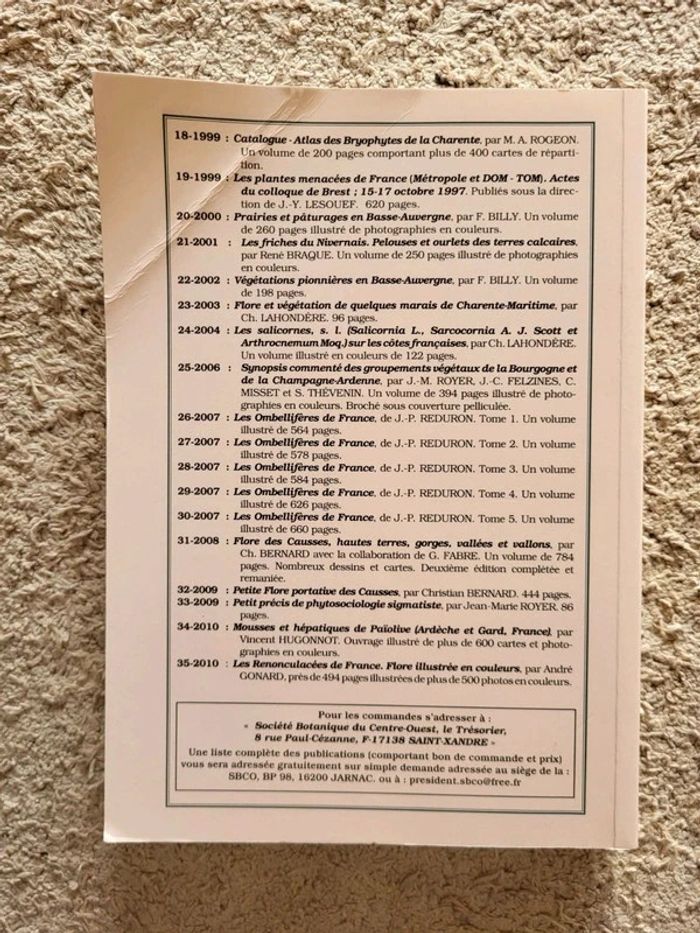 18-1999 : Catalogue - Atlas des Bryophytes de la Charente, par M. A. ROGEON.
Un volume de 200 pages comportant plus de 400 cartes de réparti-
tion.
19-1999 : Les plantes menacées de France (Métropole et DOM - TOM). Actes
du colloque de Brest ; 15-17 octobre 1997. Publiés sous la direc-
tion de J.-Y. LESOUEF. 620 pages.
20-2000 : Prairies et pâturages en Basse-Auvergne, par F. BILLY. Un volume
de 260 pages illustré de photographies en couleurs.
21-2001 : Les friches du Nivernais. Pelouses et ourlets des terres calcaires,
par René BRAQUE. Un volume de 250 pages illustré de photographies
en couleurs.
22-2002 : Végétations pionnières en Basse-Auvergne, par F. BILLY. Un volume
de 198 pages.
23-2003 : Flore et végétation de quelques marais de Charente-Maritime, par
Ch. LAHONDÈRE. 96 pages.
24-2004 : Les salicornes, s. l. (Salicornia L., Sarcocornia A. J. Scott et
Arthrocnemum Moq.) sur les côtes françaises, par Ch. LAHONDÈRE.
Un volume illustré en couleurs de 122 pages.
25-2006 : Synopsis commenté des groupements végétaux de la Bourgogne et
de la Champagne-Ardenne, par J.-M. ROYER, J.-C. FELZINES, C.
MISSET et S. THÉVENIN. Un volume de 394 pages illustré de photo-
graphies en couleurs. Broché sous couverture pelliculée.
26-2007 : Les Ombellifères de France, de J.-P. REDURON. Tome 1. Un volume
illustré de 564 pages.
27-2007 : Les Ombellifères de France, de J.-P. REDURON. Tome 2. Un volume
illustré de 578 pages.
28-2007 : Les Ombellifères de France, de J.-P. REDURON. Tome 3. Un volume
illustré de 584 pages.
29-2007 : Les Ombellifères de France, de J.-P. REDURON. Tome 4. Un volume
illustré de 626 pages.
30-2007 : Les Ombellifères de France, de J.-P. REDURON. Tome 5. Un volume
illustré de 660 pages.
31-2008 : Flore des Causses, hautes terres, gorges, vallées et vallons, par
Ch. BERNARD avec la collaboration de G. FABRE. Un volume de 784
pages. Nombreux dessins et cartes. Deuxième édition complétée et
remaniée.
32-2009 : Petite Flore portative des Causses, par Christian BERNARD. 444 pages.
33-2009 : Petit précis de phytosociologie sigmatiste, par Jean-Marie ROYER. 86
pages.
34-2010 : Mousses et hépatiques de Païolive (Ardèche et Gard, France), par
Vincent HUGONNOT. Ouvrage illustré de plus de 600 cartes et photo-
graphies en couleurs.
35-2010 : Les Renonculacées de France. Flore illustrée en couleurs, par André
GONARD, près de 494 pages illustrées de plus de 500 photos en couleurs.
Pour les commandes s'adresser à :
« Société Botanique du Centre-Ouest, le Trésorier,
8 rue Paul-Cézanne, F-17138 SAINT-XANDRE »
Une liste complète des publications (comportant bon de commande et prix)
vous sera adressée gratuitement sur simple demande adressée au siège de la :
SBCO, BP 98, 16200 JARNAC. ou à : president.sbco@free.fr